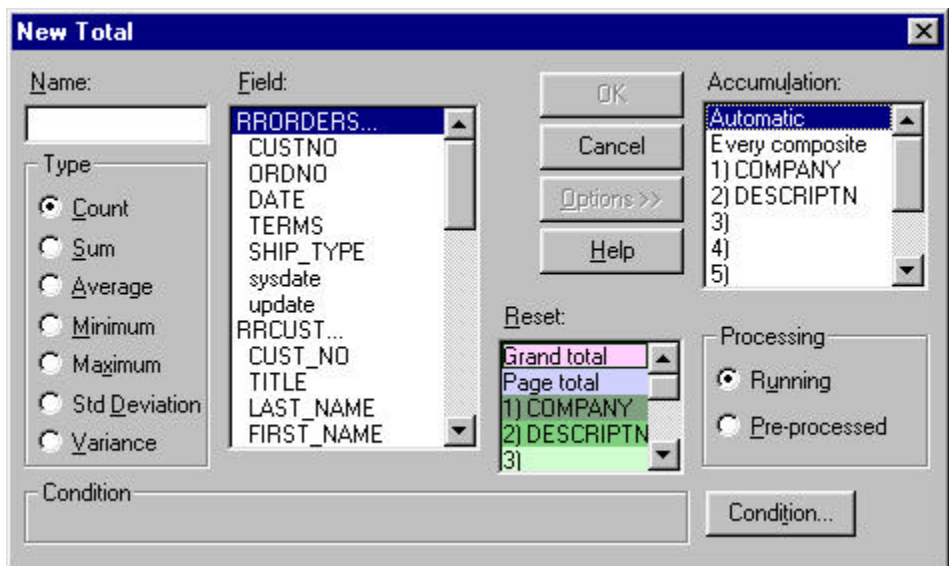 New Total
Name:
Type
Count
Sum
Average
Minimum
Maximum
Std Deviation
Variance
Field:
RRORDERS...
CUSTNO
ORDNO
DATE
TERMS
SHIP_TYPE
sysdate
update
RRCUST...
CUST_NO
TITLE
LAST_NAME
FIRST_NAME
OK
Cancel
Options >>
Help
Reset:
Grand total
Page total
1) COMPANY
2) DESCRIPTN
3)
Accumulation:
Automatic
Every composite
1) COMPANY
2) DESCRIPTN
3)
4)
5)
Processing
Running
Pre-processed
Condition
Condition...